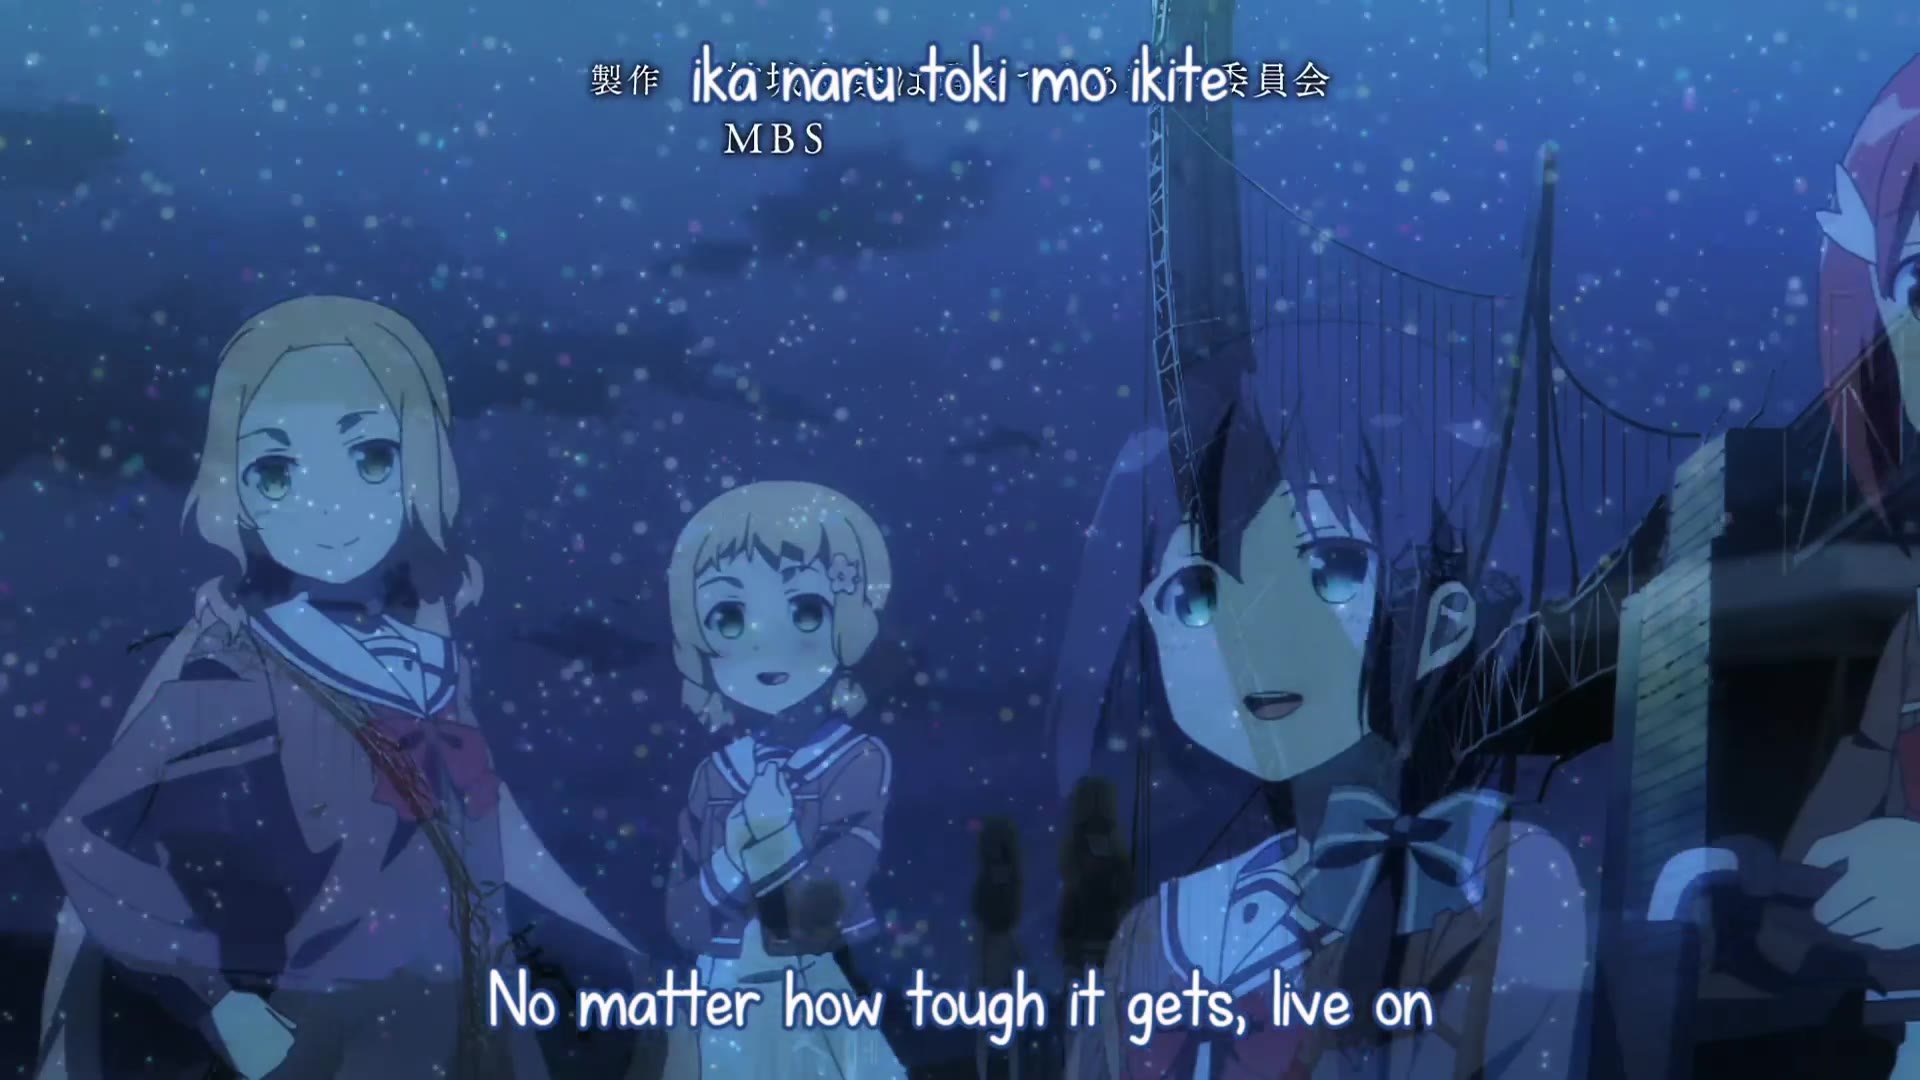 製作
ika naru toki mo ikite
委員会
MBS
No matter how tough it gets, live on